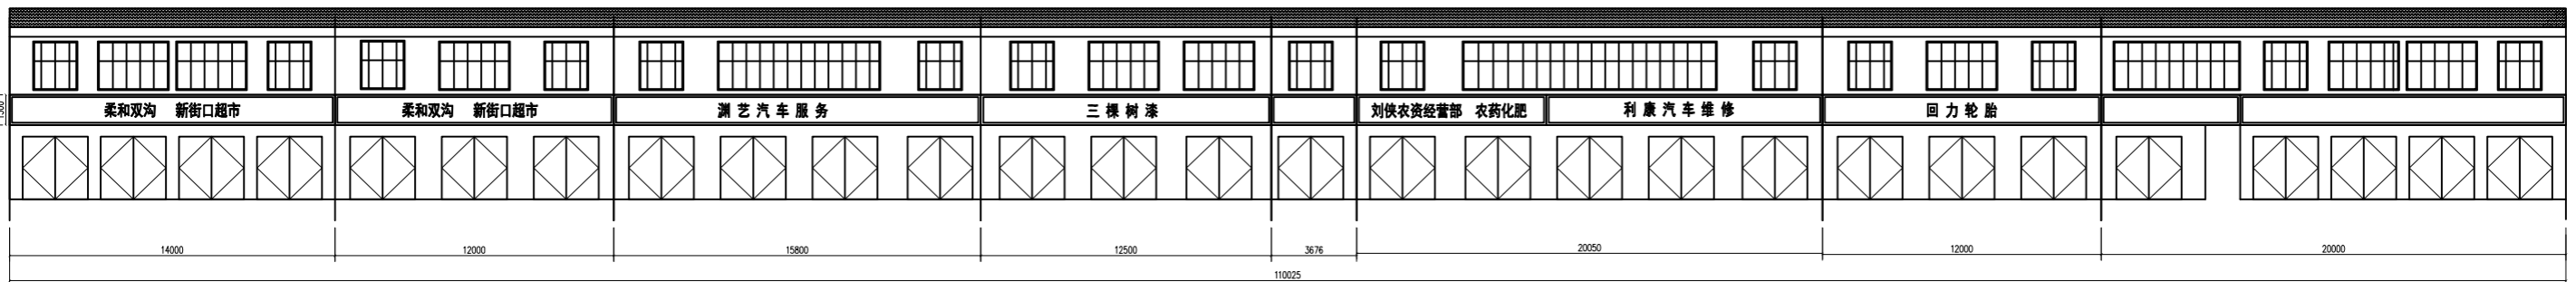 柔和双沟 新街口超市
柔和双沟 新街口超市
渊艺汽车服务
三棵树漆
刘侠农资经营部 农药化肥
利康汽车维修
回力轮胎
1500
14000
12000
15800
12500
3676
20050
12000
20000
110025